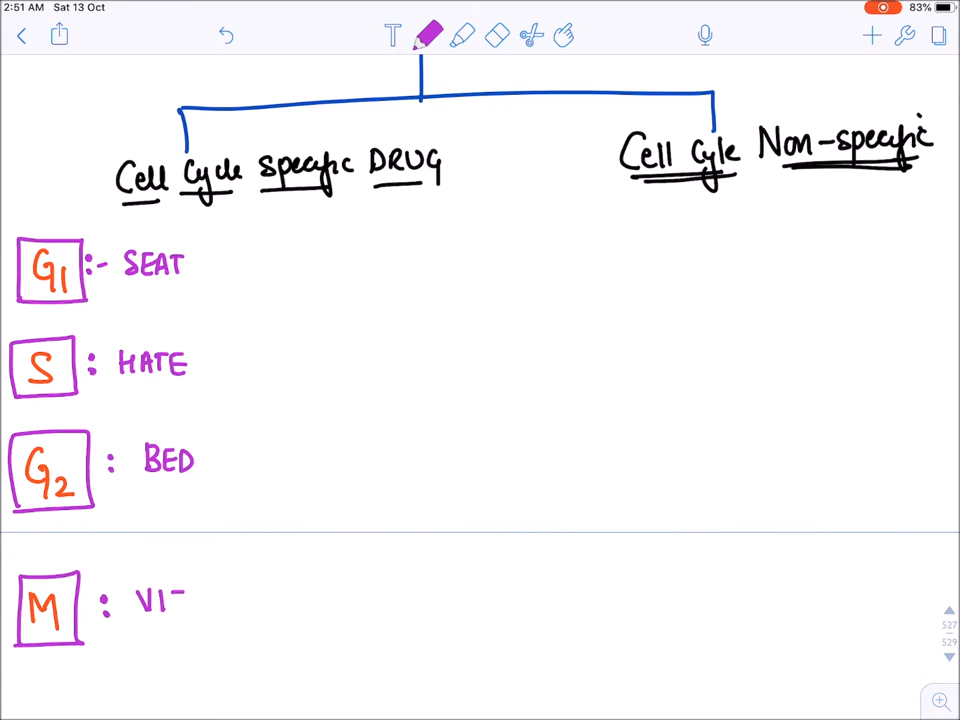 2:51 AM Sat 13 Oct
83%
T
Cell Cycle Specific DRUG
Cell Cyle Non-specific
G1 :- SEAT
S : HATE
G2 : BED
M : VI-
527
529